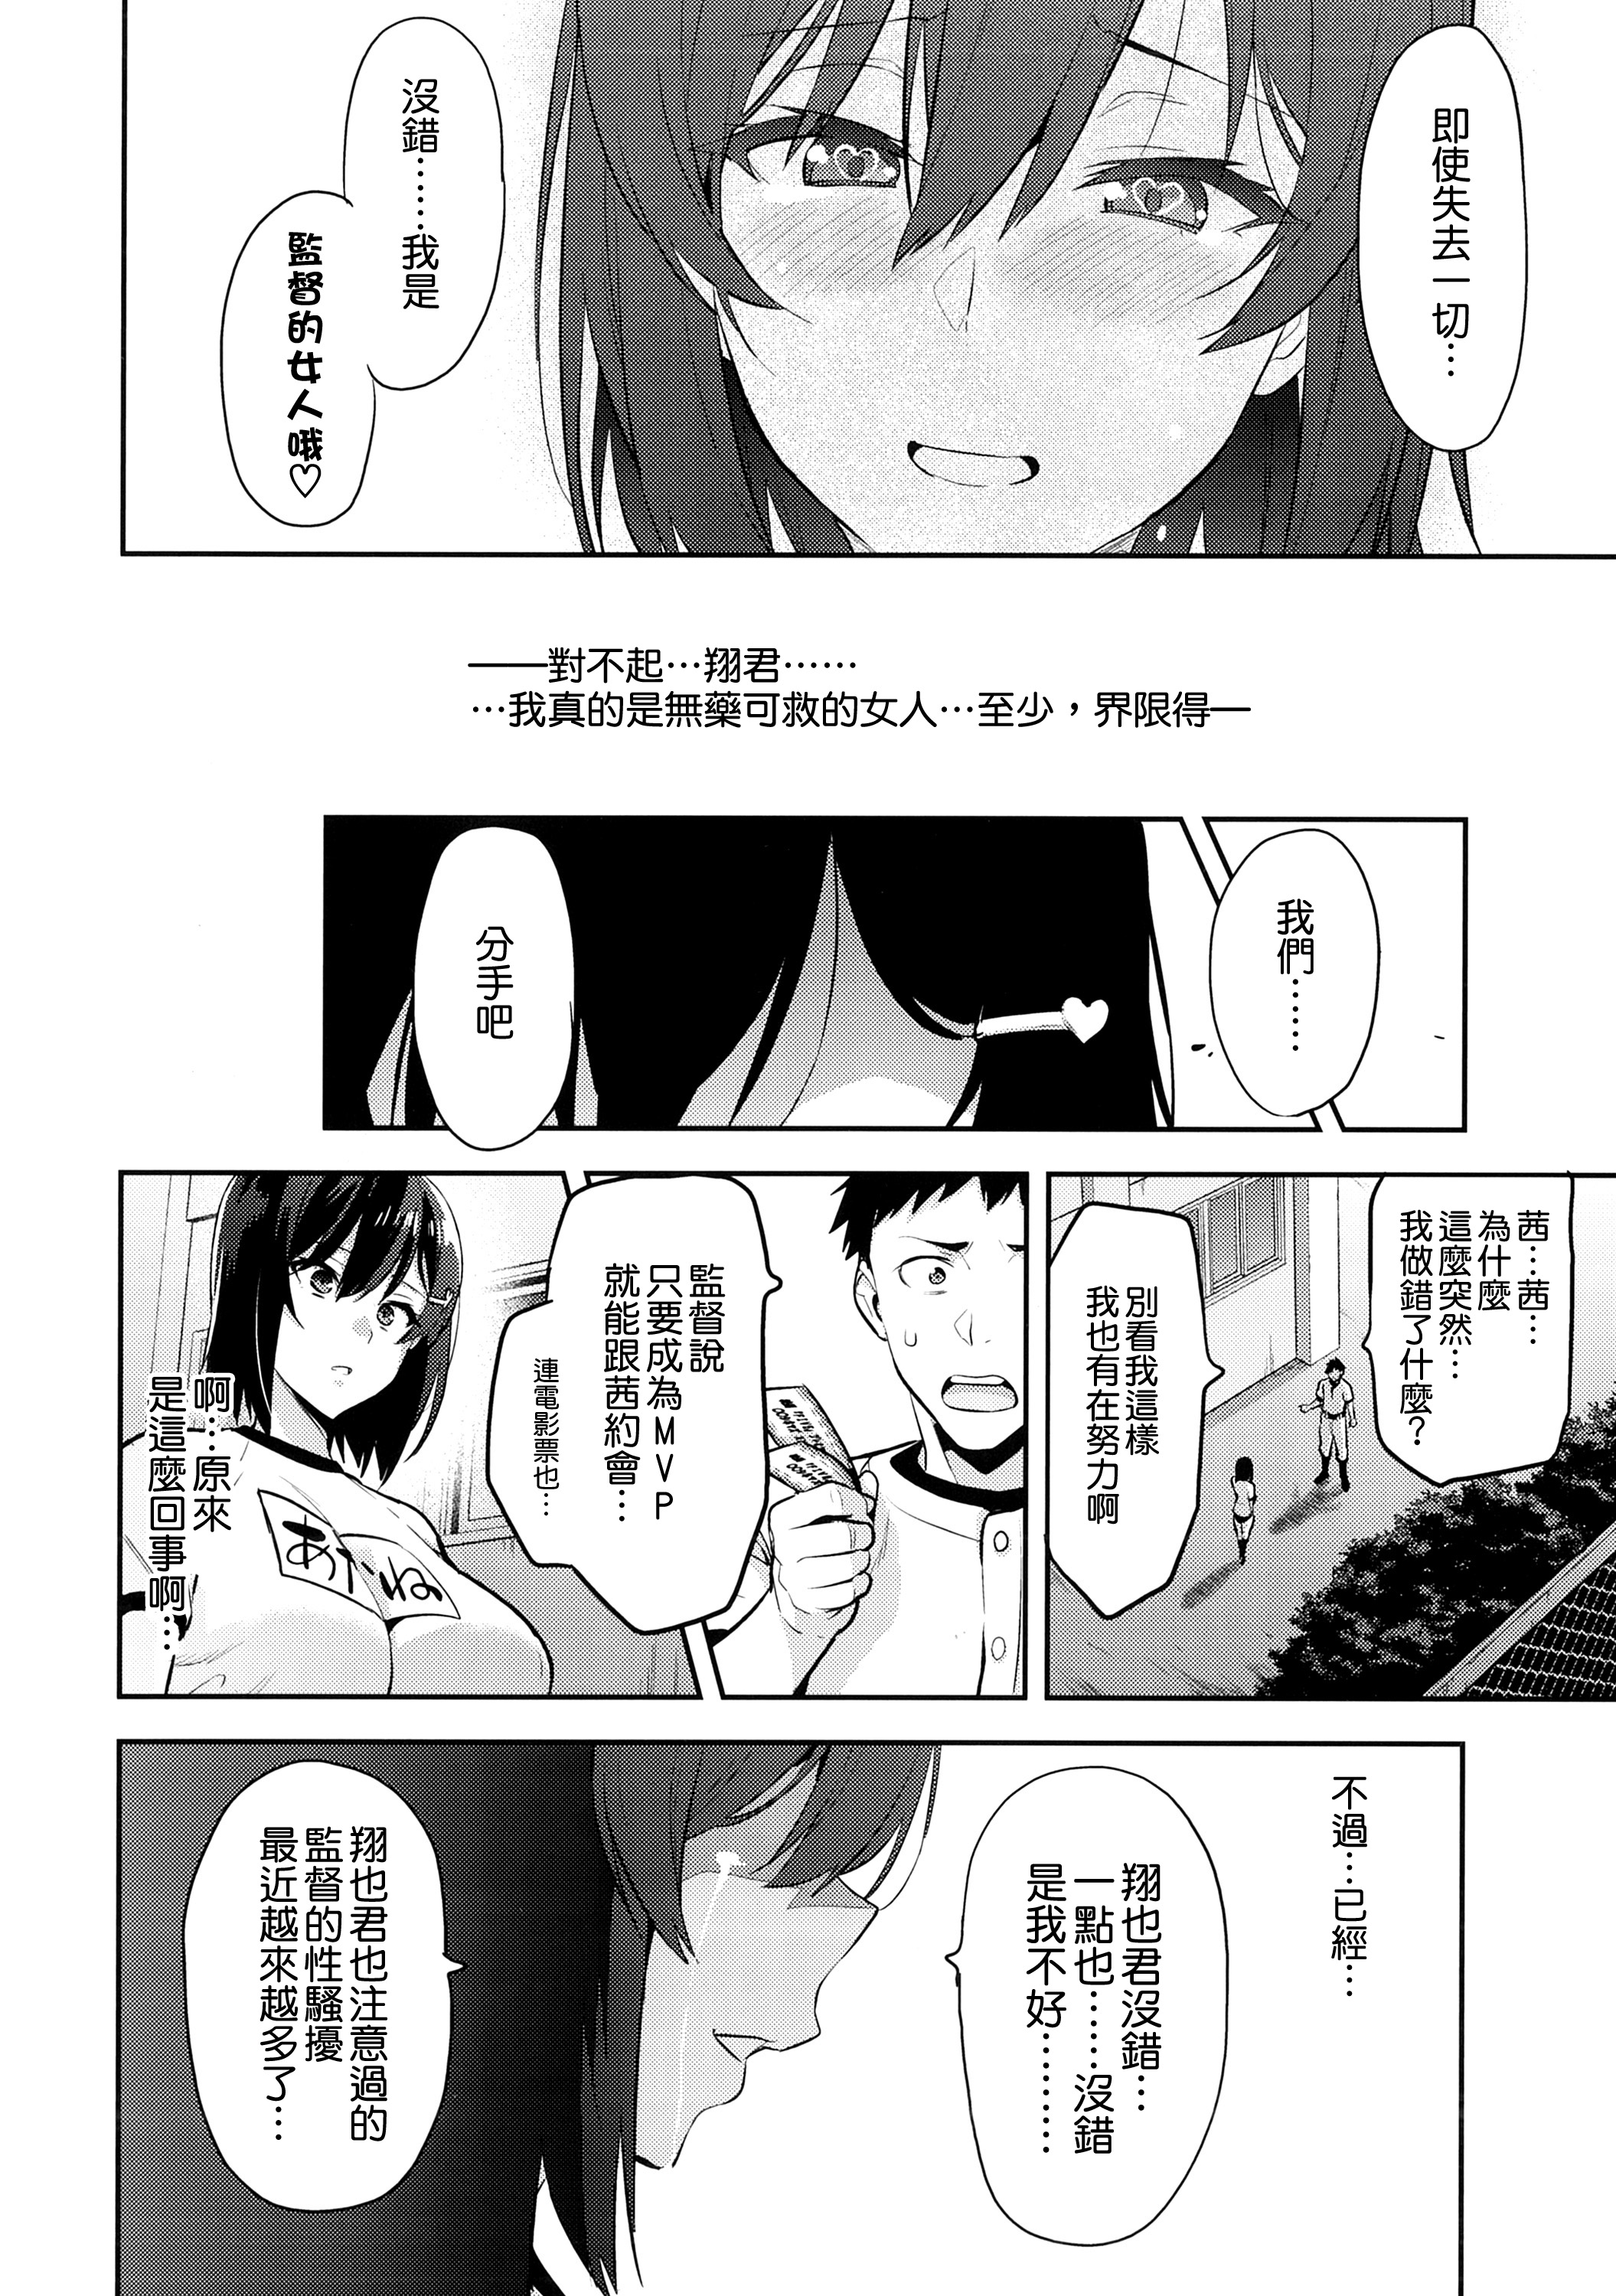 即使失去一切…
沒錯……我是
監督的女人哦♡
——對不起…翔君……
…我真的是無藥可救的女人…至少，界限得—
我們……
分手吧
茜…茜…
為什麼
這麼突然…
我做錯了什麼？
別看我這樣
我也有在努力啊
監督說
只要成為MVP
就能跟茜約會…
連電影票也…
あかね
啊…原來
是這麼回事啊…
不過…已經…
翔也君沒錯…
一點也……沒錯
是我不好………
翔也君也注意過的
監督的性騷擾
最近越來越多了…